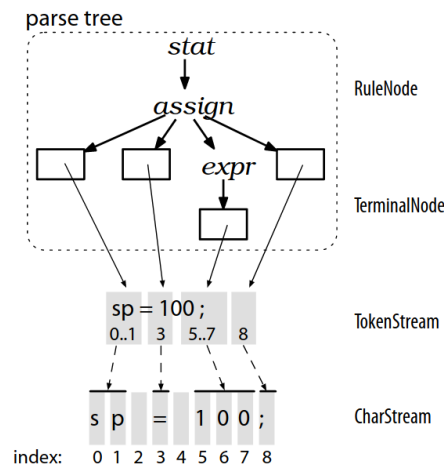 parse tree
stat
RuleNode
assign
expr
TerminalNode
sp = 100 ;
TokenStream
0..1 3 5..7 8
s p = 1 0 0 ;
CharStream
index: 0 1 2 3 4 5 6 7 8